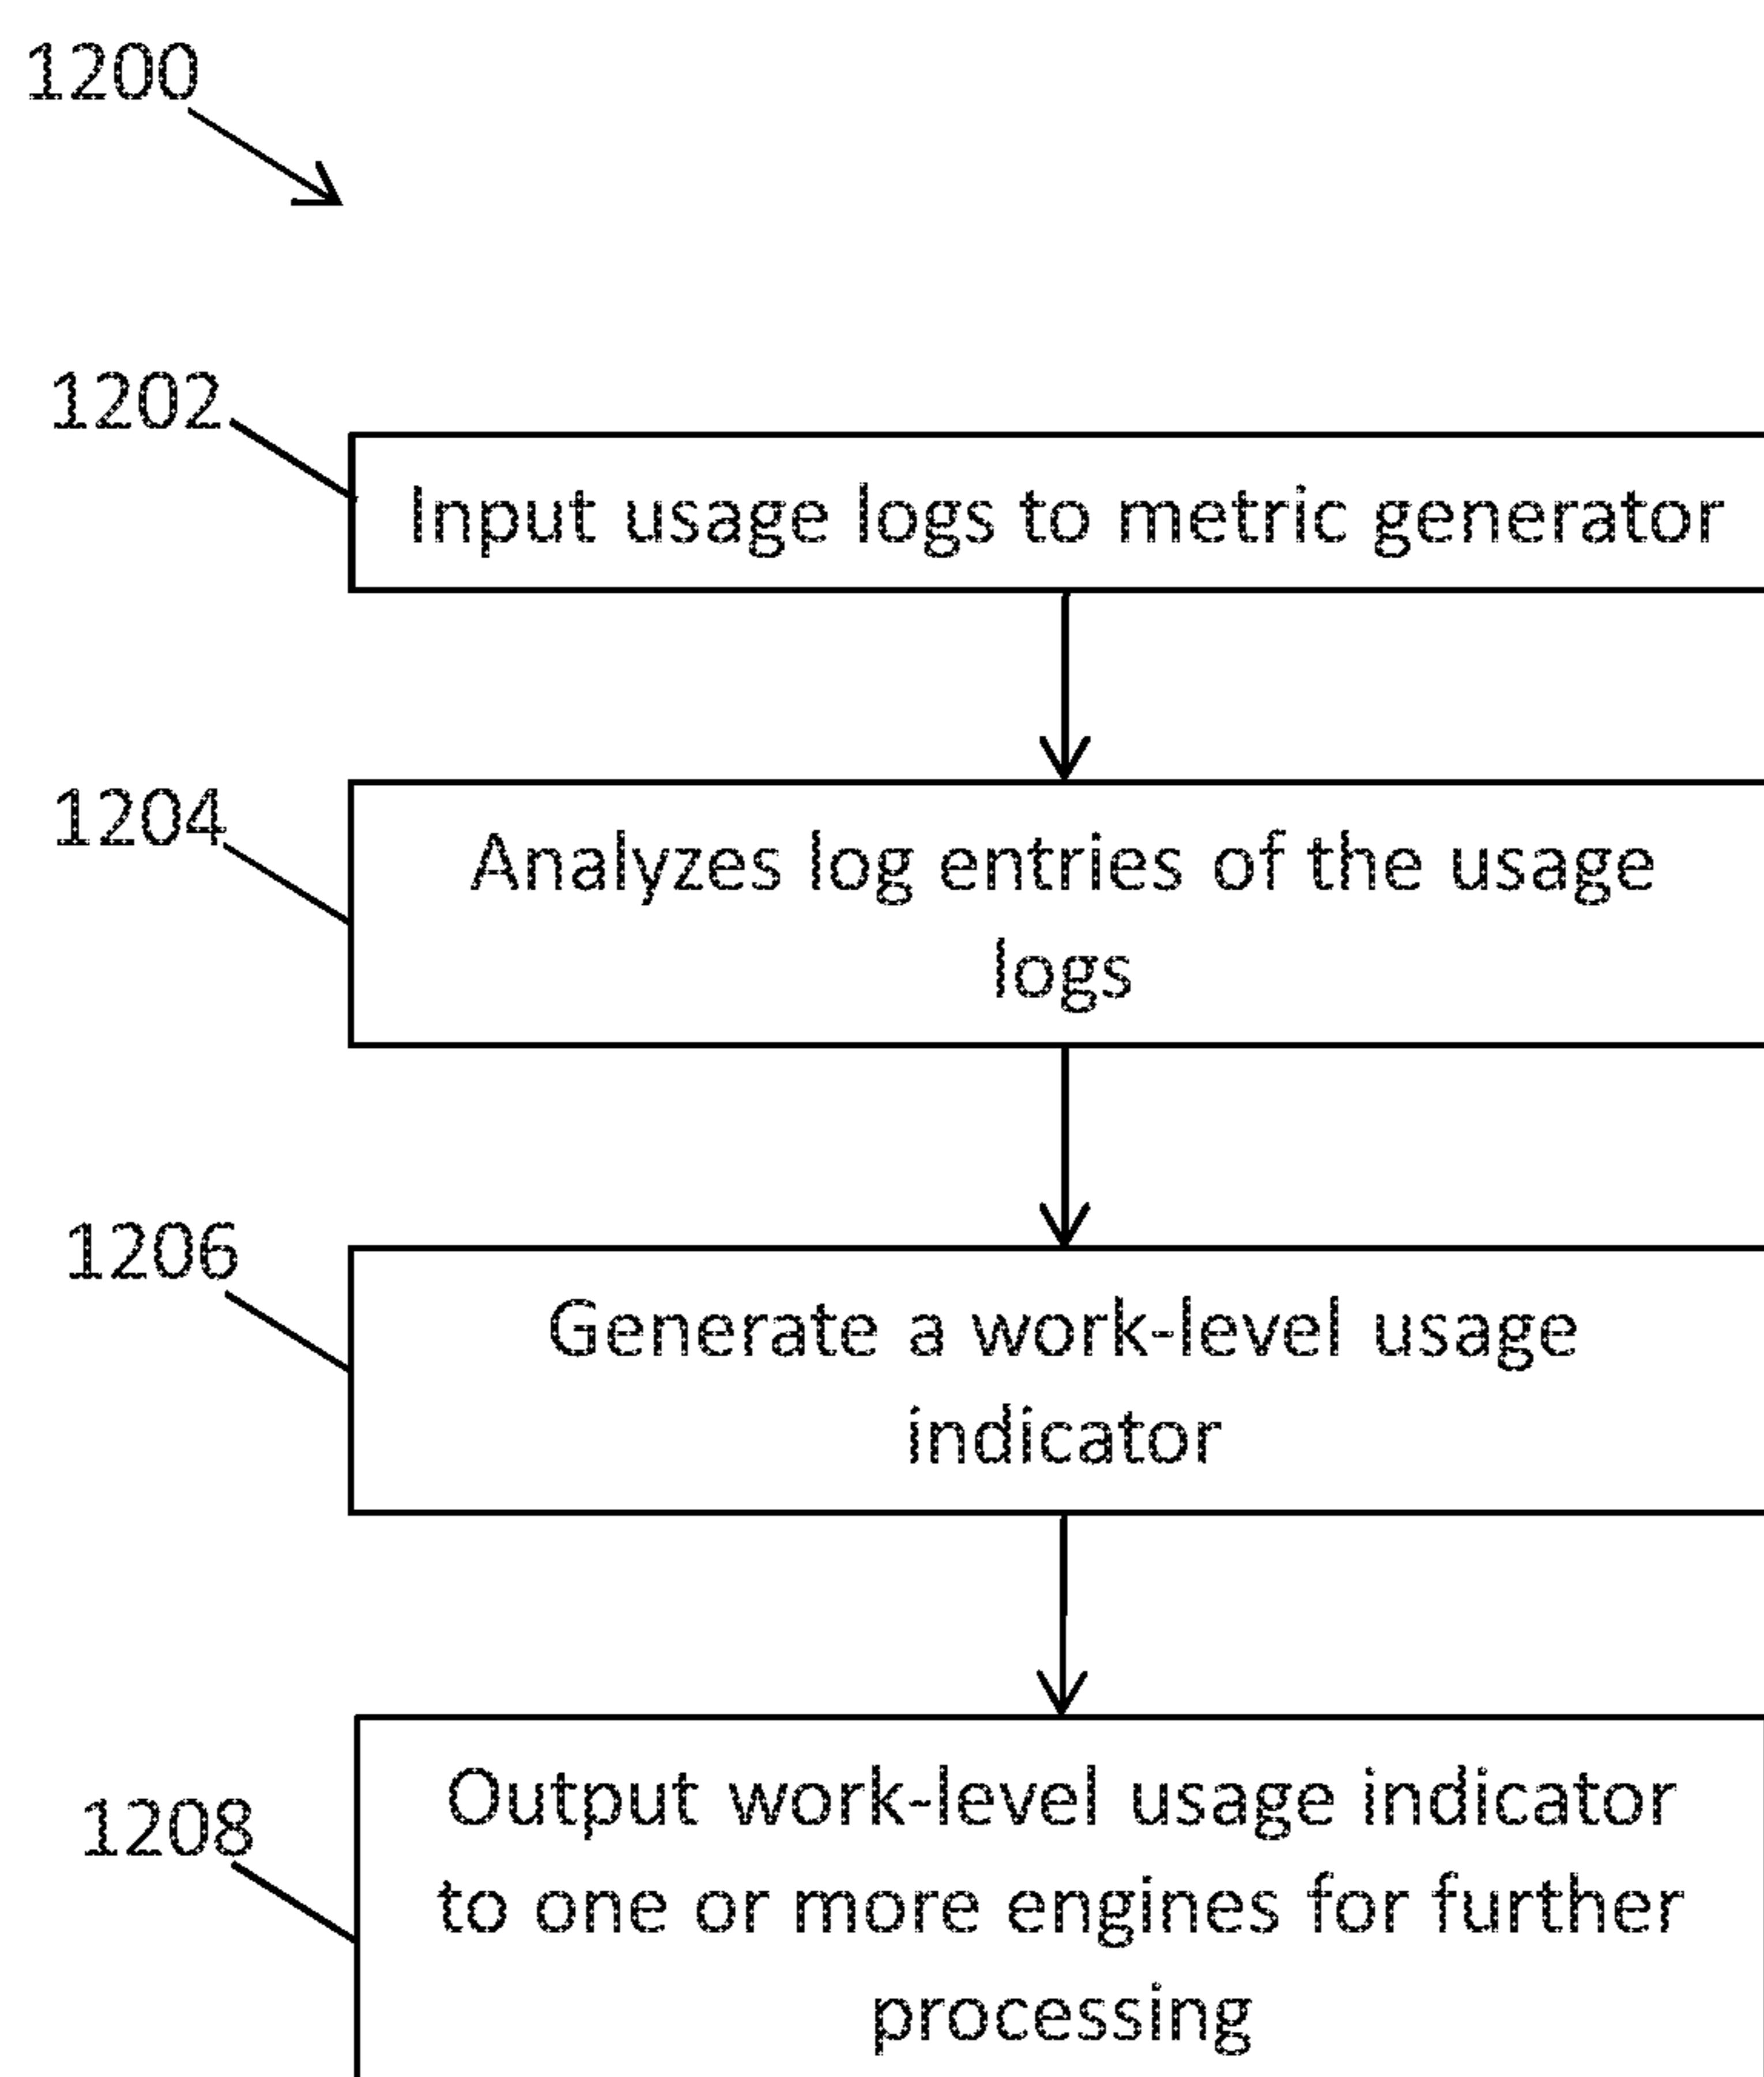 1200
1202
Input usage logs to metric generator
1204
Analyzes log entries of the usage
logs
1206
Generate a work-level usage
indicator
1208
Output work-level usage indicator
to one or more engines for further
processing